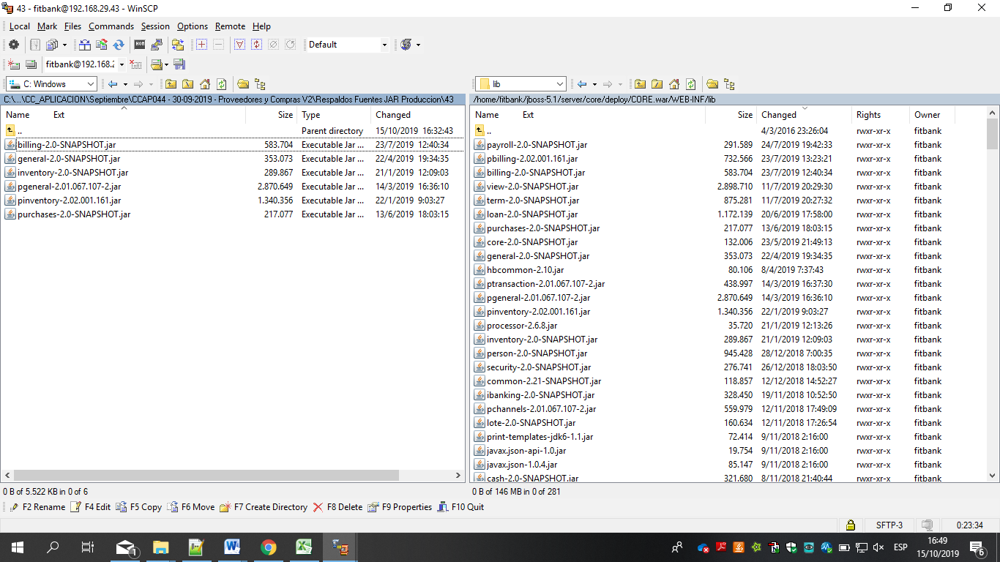 43 - fitbank@192.168.29.43 - WinSCP
Local Mark Files Commands Session Options Remote Help
Default
fitbank@192.168.2
C: Windows
lib
C:\...\CC_APLICACION\Septiembre\CCAP044 - 30-09-2019 - Proveedores y Compras V2\Respaldos Fuentes JAR Produccion\43
/home/fitbank/jboss-5.1/server/core/deploy/CORE.war/WEB-INF/lib
Name Ext Size Type Changed
.. Parent directory 15/10/2019 16:32:43
billing-2.0-SNAPSHOT.jar 583.704 Executable Jar ... 23/7/2019 12:40:34
general-2.0-SNAPSHOT.jar 353.073 Executable Jar ... 22/4/2019 19:34:35
inventory-2.0-SNAPSHOT.jar 289.867 Executable Jar ... 21/1/2019 12:09:03
pgeneral-2.01.067.107-2.jar 2.870.649 Executable Jar ... 14/3/2019 16:36:10
pinventory-2.02.001.161.jar 1.340.356 Executable Jar ... 22/1/2019 9:03:27
purchases-2.0-SNAPSHOT.jar 217.077 Executable Jar ... 13/6/2019 18:03:15
Name Ext Size Changed Rights Owner
.. 4/3/2016 23:26:04 rwxr-xr-x fitbank
payroll-2.0-SNAPSHOT.jar 291.589 24/7/2019 19:42:33 rwxr-xr-x fitbank
pbilling-2.02.001.161.jar 732.566 23/7/2019 13:23:21 rwxr-xr-x fitbank
billing-2.0-SNAPSHOT.jar 583.704 23/7/2019 12:40:34 rwxr-xr-x fitbank
view-2.0-SNAPSHOT.jar 2.898.710 11/7/2019 20:29:30 rwxr-xr-x fitbank
term-2.0-SNAPSHOT.jar 875.281 11/7/2019 20:27:32 rwxr-xr-x fitbank
loan-2.0-SNAPSHOT.jar 1.172.139 20/6/2019 17:58:00 rwxr-xr-x fitbank
purchases-2.0-SNAPSHOT.jar 217.077 13/6/2019 18:03:15 rwxr-xr-x fitbank
core-2.0-SNAPSHOT.jar 132.006 23/5/2019 21:49:13 rwxr-xr-x fitbank
general-2.0-SNAPSHOT.jar 353.073 22/4/2019 19:34:35 rwxr-xr-x fitbank
hbcommon-2.10.jar 80.106 8/4/2019 7:37:43 rwxr-xr-x fitbank
ptransaction-2.01.067.107-2.jar 438.997 14/3/2019 16:37:30 rwxr-xr-x fitbank
pgeneral-2.01.067.107-2.jar 2.870.649 14/3/2019 16:36:10 rwxr-xr-x fitbank
pinventory-2.02.001.161.jar 1.340.356 22/1/2019 9:03:27 rwxr-xr-x fitbank
processor-2.6.8.jar 35.720 21/1/2019 12:13:26 rwxr-xr-x fitbank
inventory-2.0-SNAPSHOT.jar 289.867 21/1/2019 12:09:03 rwxr-xr-x fitbank
person-2.0-SNAPSHOT.jar 945.428 28/12/2018 7:00:35 rwxr-xr-x fitbank
security-2.0-SNAPSHOT.jar 276.741 26/12/2018 18:03:50 rwxr-xr-x fitbank
common-2.21-SNAPSHOT.jar 118.857 12/12/2018 14:52:27 rwxr-xr-x fitbank
ibanking-2.0-SNAPSHOT.jar 328.450 19/11/2018 10:52:50 rwxr-xr-x fitbank
pchannels-2.01.067.107-2.jar 559.979 12/11/2018 17:49:09 rwxr-xr-x fitbank
lote-2.0-SNAPSHOT.jar 160.634 12/11/2018 17:26:54 rwxr-xr-x fitbank
print-templates-jdk6-1.1.jar 72.414 9/11/2018 2:16:00 rwxr-xr-x fitbank
javax.json-api-1.0.jar 19.754 9/11/2018 2:16:00 rwxr-xr-x fitbank
javax.json-1.0.4.jar 85.147 9/11/2018 2:16:00 rwxr-xr-x fitbank
cash-2.0-SNAPSHOT.jar 321.680 8/11/2018 21:40:44 rwxr-xr-x fitbank
0 B of 5.522 KB in 0 of 6
0 B of 146 MB in 0 of 281
F2 Rename F4 Edit F5 Copy F6 Move F7 Create Directory F8 Delete F9 Properties F10 Quit
SFTP-3 0:23:34
1 ESP 16:49
15/10/2019 6